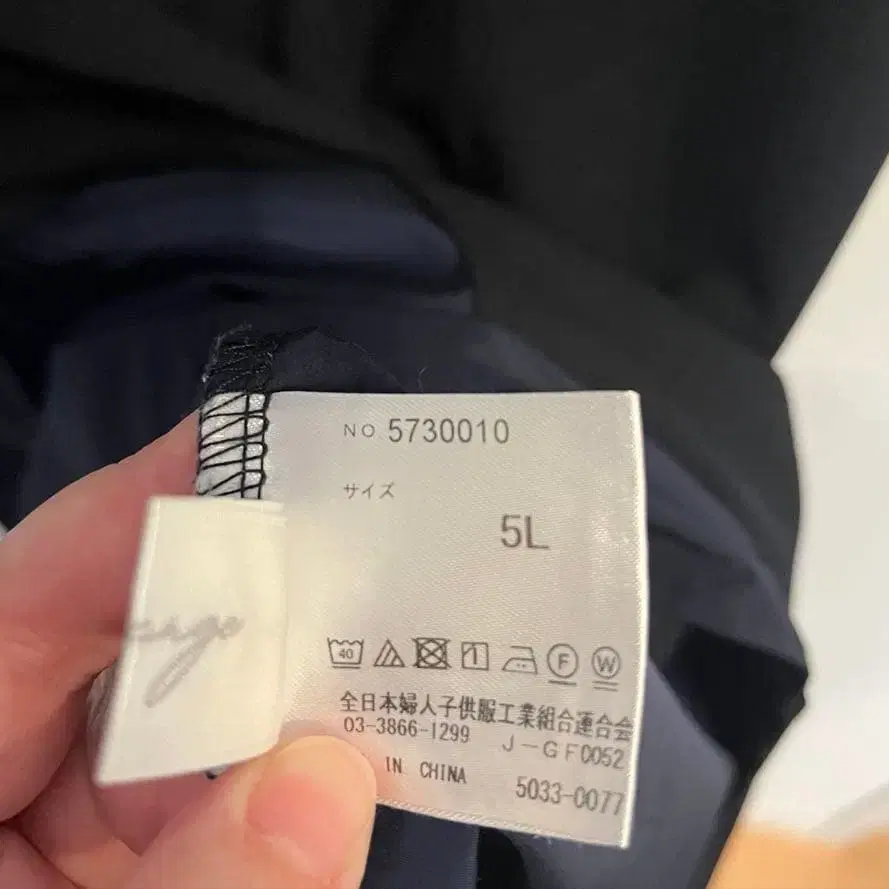 NO 5730010
サイズ
5L
40
F W
全日本婦人子供服工業組合連合会
03-3866-1299 J-GF0052
IN CHINA
5033-0077